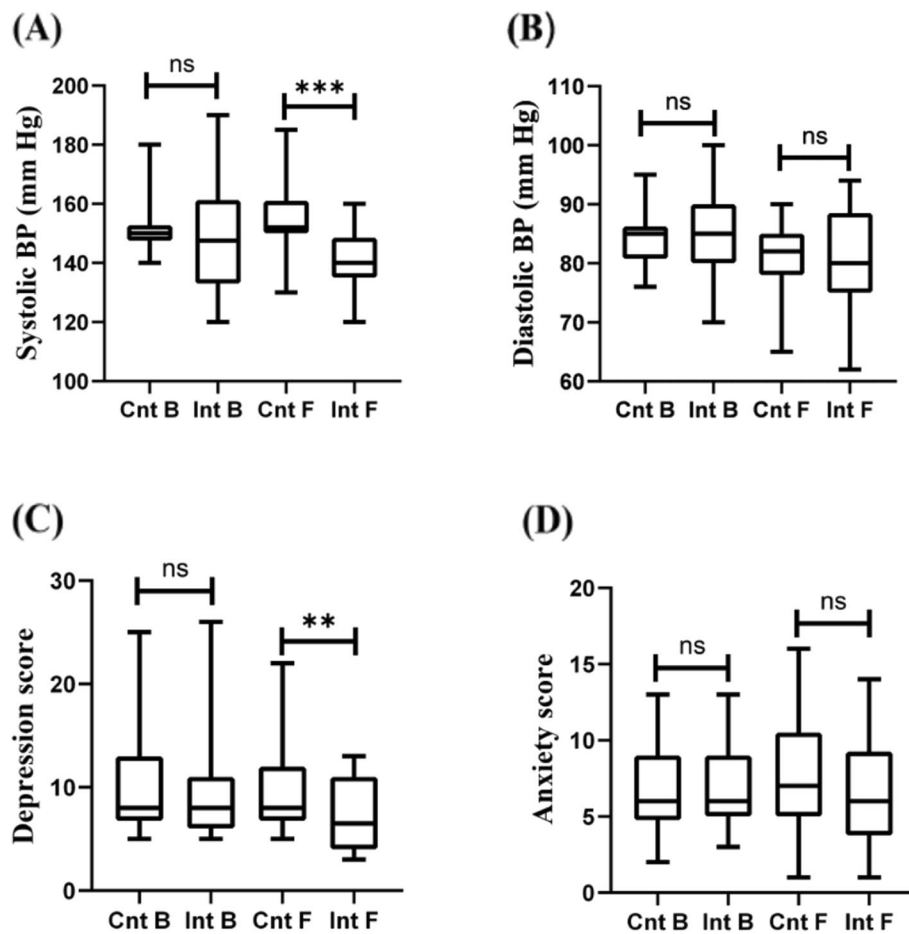 (A)
Systolic BP (mm Hg)
200
180
160
140
120
100
ns
***
Cnt B Int B Cnt F Int F
(B)
Diastolic BP (mm Hg)
110
100
90
80
70
60
ns
ns
Cnt B Int B Cnt F Int F
(C)
Depression score
30
20
10
0
ns
**
Cnt B Int B Cnt F Int F
(D)
Anxiety score
20
15
10
5
0
ns
ns
Cnt B Int B Cnt F Int F